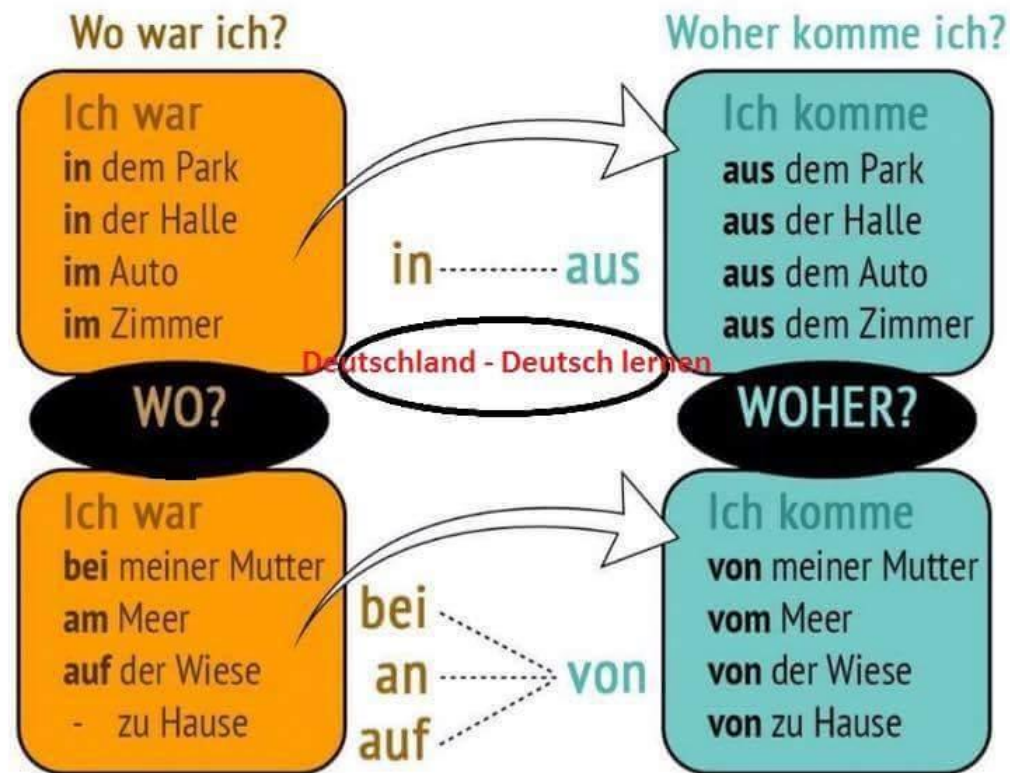 Wo war ich?
Woher komme ich?
Ich war
in dem Park
in der Halle
im Auto
im Zimmer
in
aus
Ich komme
aus dem Park
aus der Halle
aus dem Auto
aus dem Zimmer
Deutschland - Deutsch lernen
WO?
WOHER?
Ich war
bei meiner Mutter
am Meer
auf der Wiese
- zu Hause
bei
an
auf
von
Ich komme
von meiner Mutter
vom Meer
von der Wiese
von zu Hause